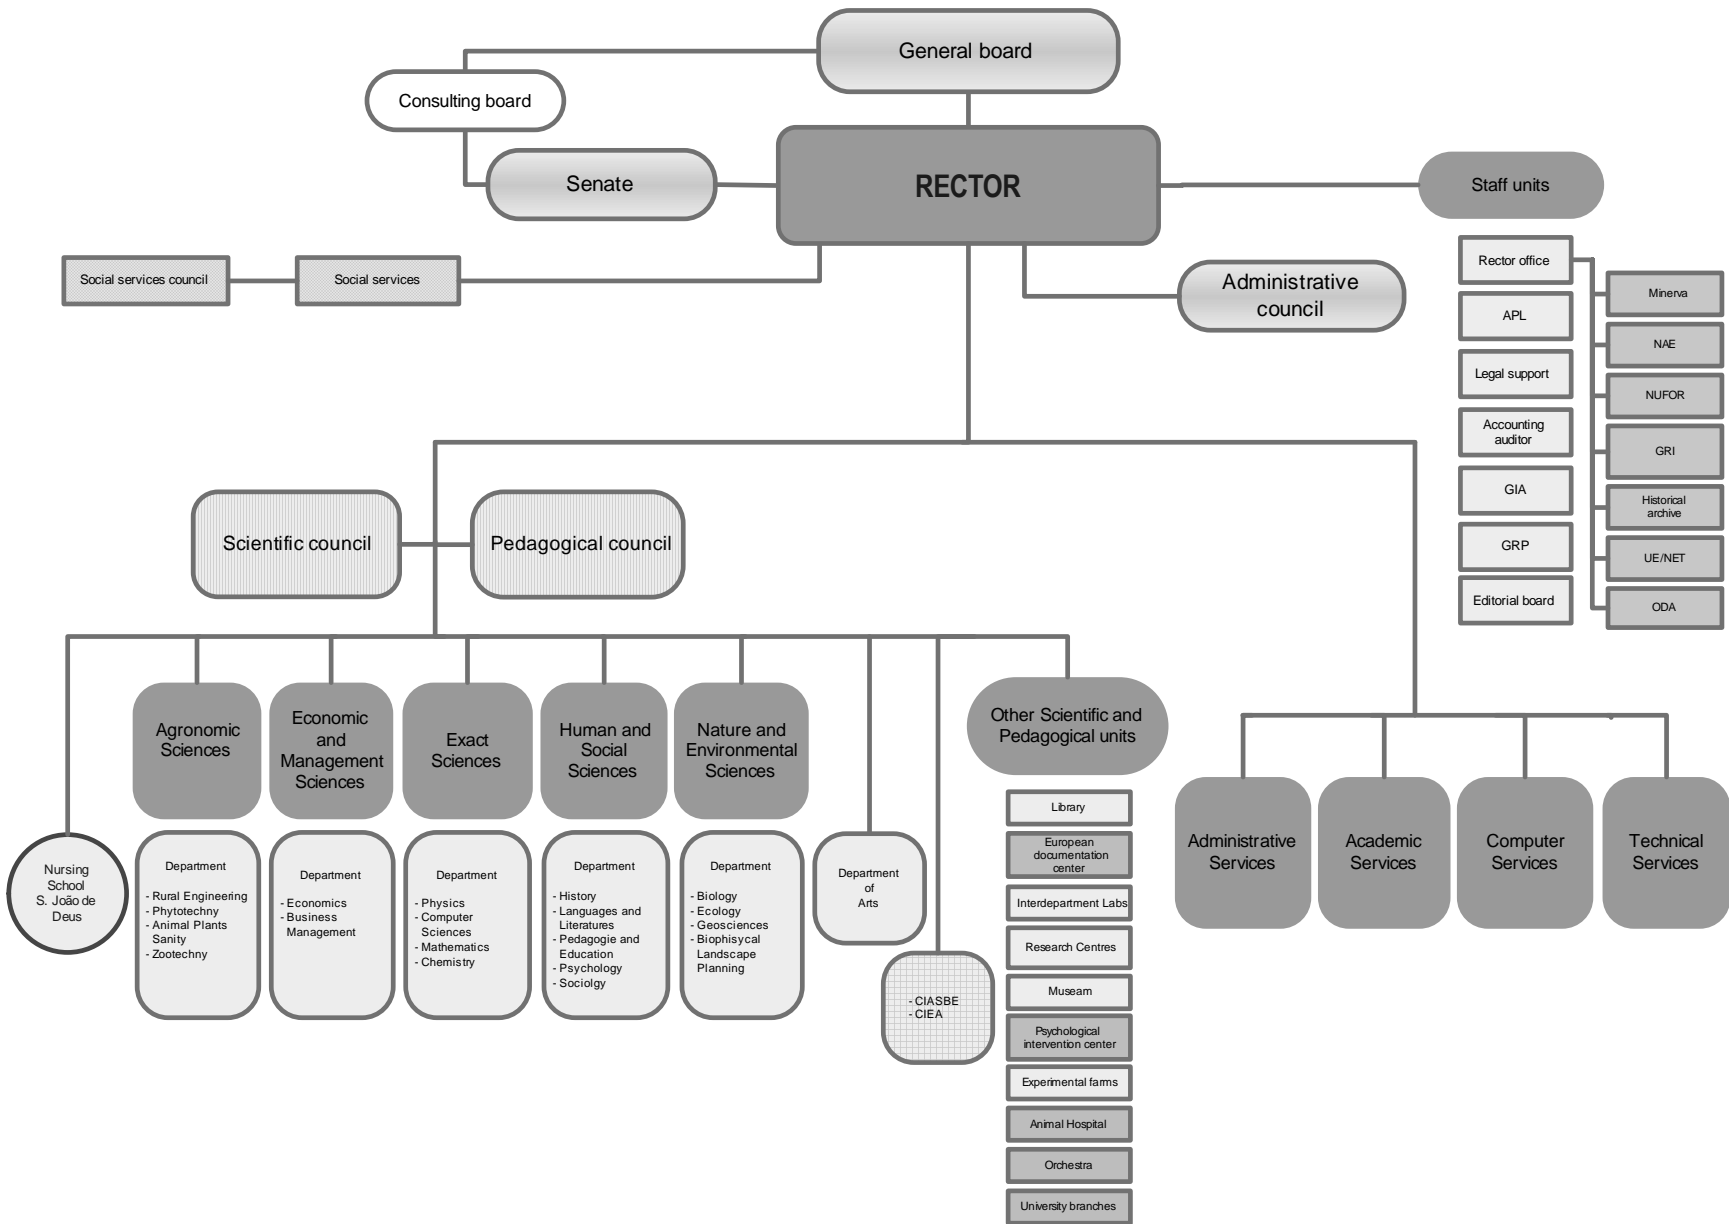 General board
Consulting board
Senate
RECTOR
Staff units
Social services council
Social services
Administrative
council
Rector office
APL
Legal support
Accounting
auditor
GIA
GRP
Editorial board
Minerva
NAE
NUFOR
GRI
Historical
archive
UE/NET
ODA
Scientific council
Pedagogical council
Agronomic
Sciences
Economic
and
Management
Sciences
Exact
Sciences
Human and
Social
Sciences
Nature and
Environmental
Sciences
Other Scientific and
Pedagogical units
Nursing
School
S. João de
Deus
Department
- Rural Engineering
- Phytotechny
- Animal Plants
Sanity
- Zootechny
Department
- Economics
- Business
Management
Department
- Physics
- Computer
Sciences
- Mathematics
- Chemistry
Department
- History
- Languages and
Literatures
- Pedagogie and
Education
- Psychology
- Sociolgy
Department
- Biology
- Ecology
- Geosciences
- Biophisycal
Landscape
Planning
Department
of
Arts
- CIASBE
- CIEA
Library
European
documentation
center
Interdepartment Labs
Research Centres
Museam
Psychological
intervention center
Experimental farms
Animal Hospital
Orchestra
University branches
Administrative
Services
Academic
Services
Computer
Services
Technical
Services